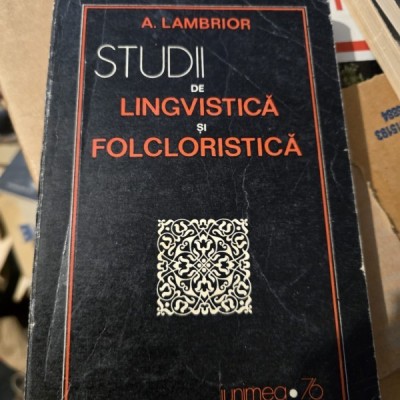 A. LAMBRIOR
STUDII
DE
LINGVISTICĂ
ȘI
FOLCLORISTICĂ
junimea • 76